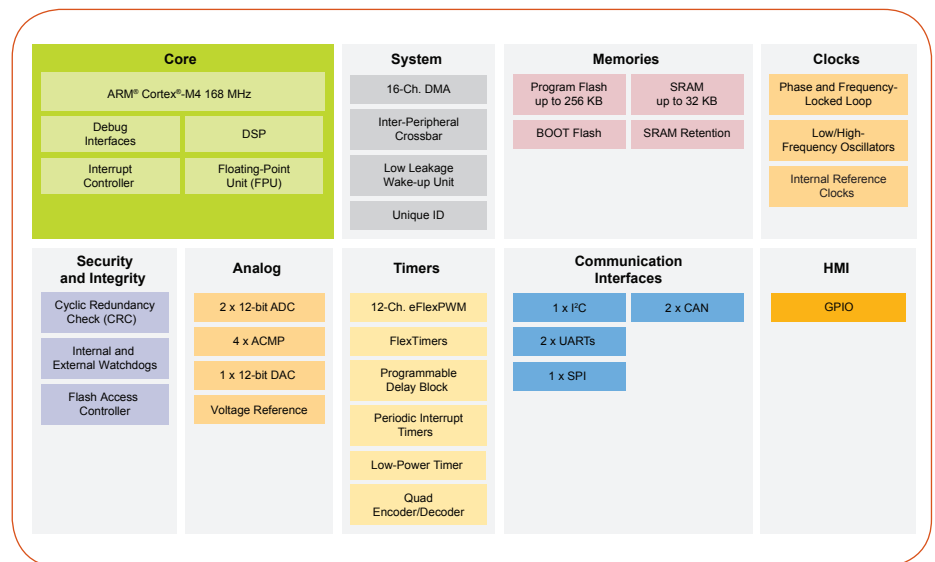 Core
ARM® Cortex®-M4 168 MHz
Debug
Interfaces
DSP
Interrupt
Controller
Floating-Point
Unit (FPU)
System
16-Ch. DMA
Inter-Peripheral
Crossbar
Low Leakage
Wake-up Unit
Unique ID
Memories
Program Flash
up to 256 KB
SRAM
up to 32 KB
BOOT Flash
SRAM Retention
Clocks
Phase and Frequency-
Locked Loop
Low/High-
Frequency Oscillators
Internal Reference
Clocks
Security
and Integrity
Cyclic Redundancy
Check (CRC)
Internal and
External Watchdogs
Flash Access
Controller
Analog
2 x 12-bit ADC
4 x ACMP
1 x 12-bit DAC
Voltage Reference
Timers
12-Ch. eFlexPWM
FlexTimers
Programmable
Delay Block
Periodic Interrupt
Timers
Low-Power Timer
Quad
Encoder/Decoder
Communication
Interfaces
1 x I²C
2 x CAN
2 x UARTs
1 x SPI
HMI
GPIO